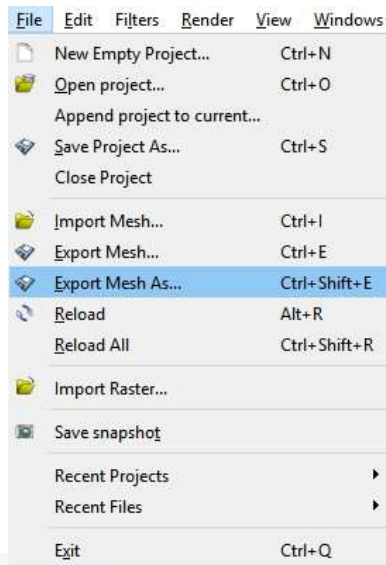 File Edit Filters Render View Windows
New Empty Project... Ctrl+N
Open project... Ctrl+O
Append project to current...
Save Project As... Ctrl+S
Close Project
Import Mesh... Ctrl+I
Export Mesh... Ctrl+E
Export Mesh As... Ctrl+Shift+E
Reload Alt+R
Reload All Ctrl+Shift+R
Import Raster...
Save snapshot
Recent Projects
Recent Files
Exit Ctrl+Q